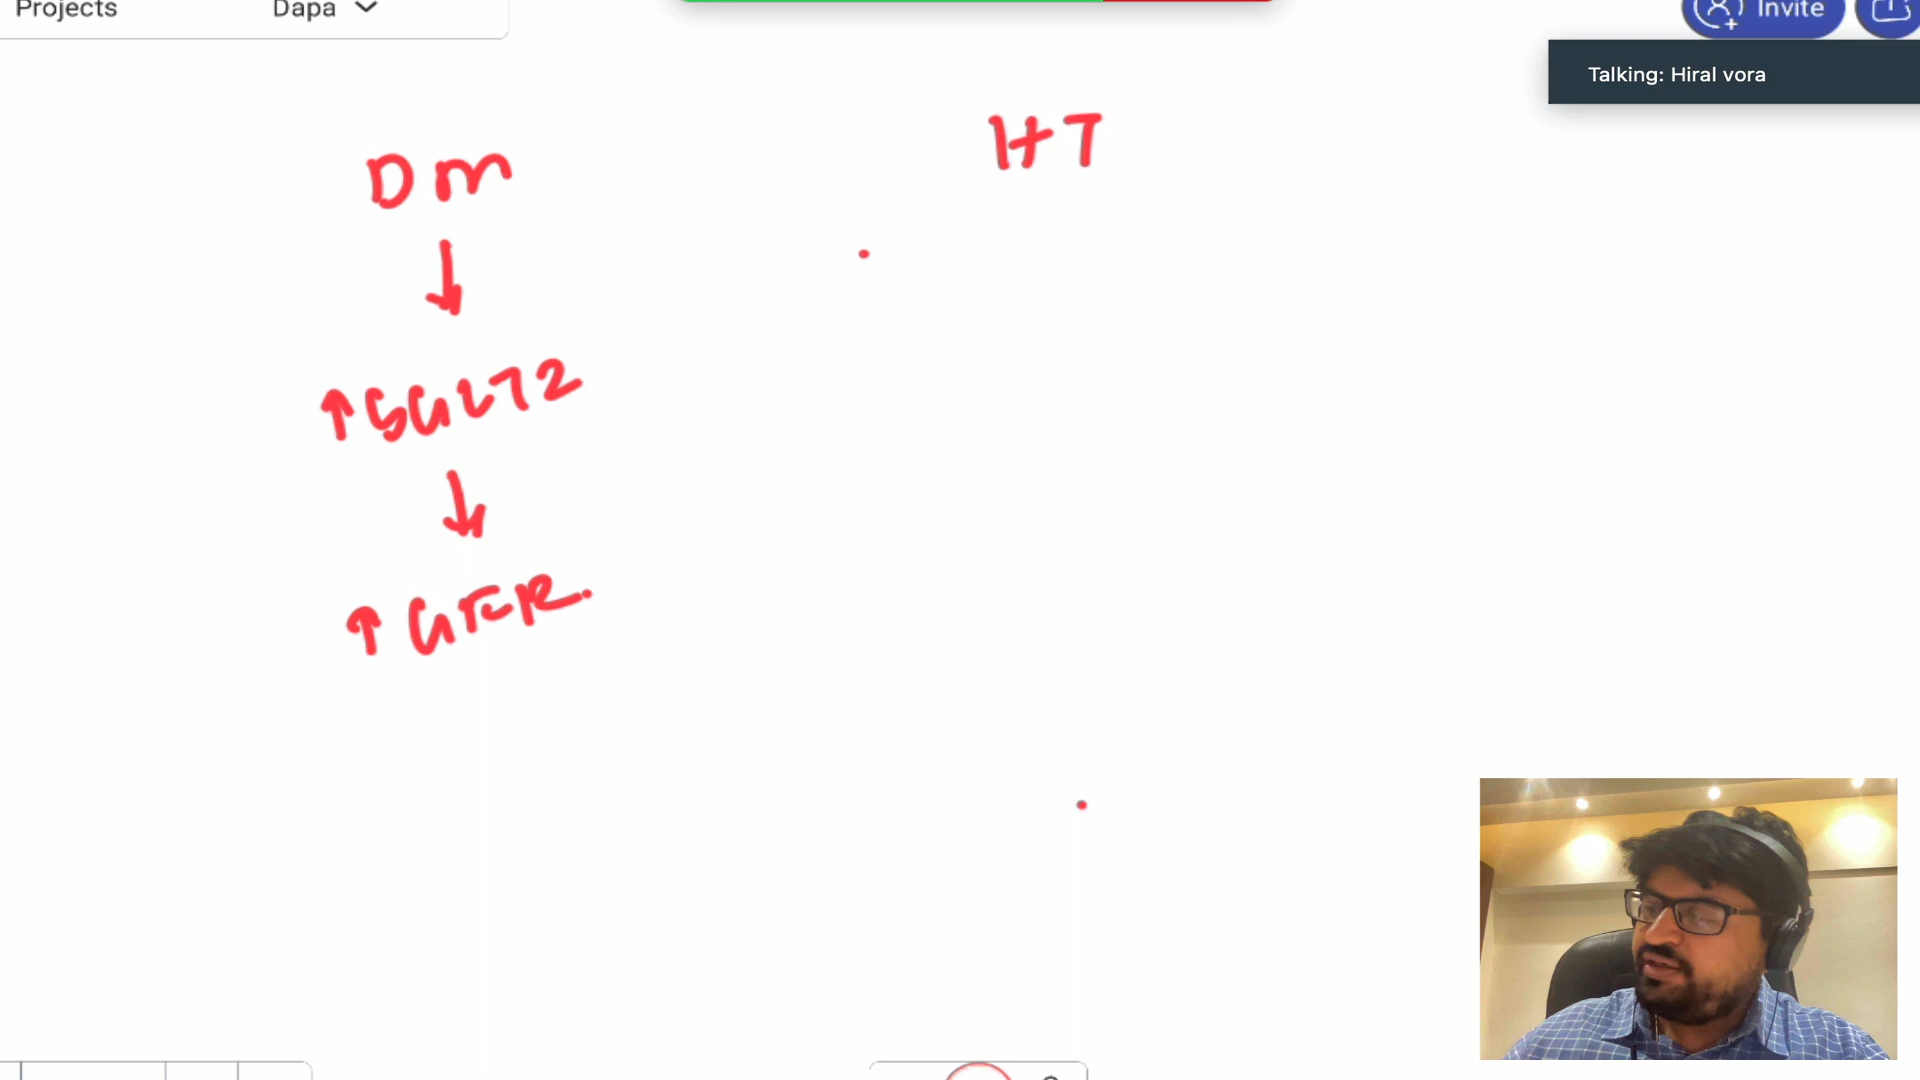 Projects Dapa
Invite
Talking: Hiral vora
HT
DM
↓
↑ SGLT2
↓
↑ GFR.